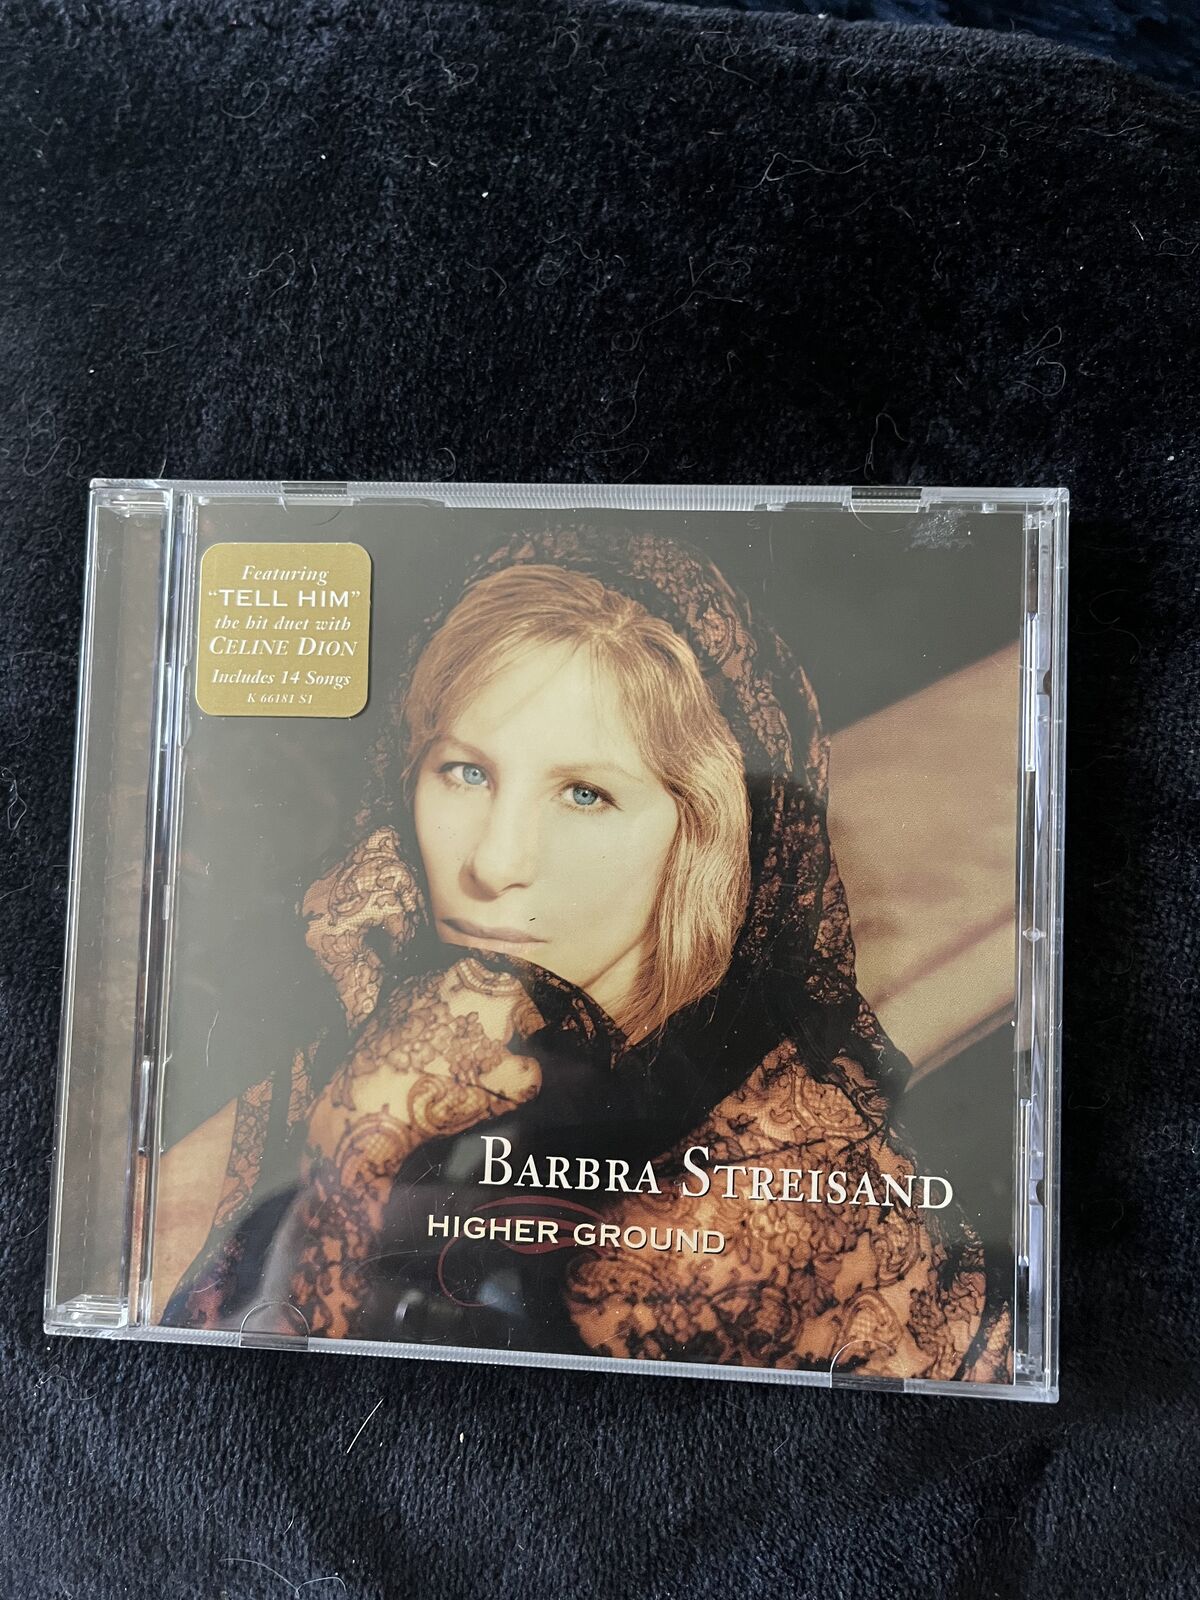 Featuring
"TELL HIM"
the hit duet with
CELINE DION
Includes 14 Songs
K 66181 S1
BARBRA STREISAND
HIGHER GROUND